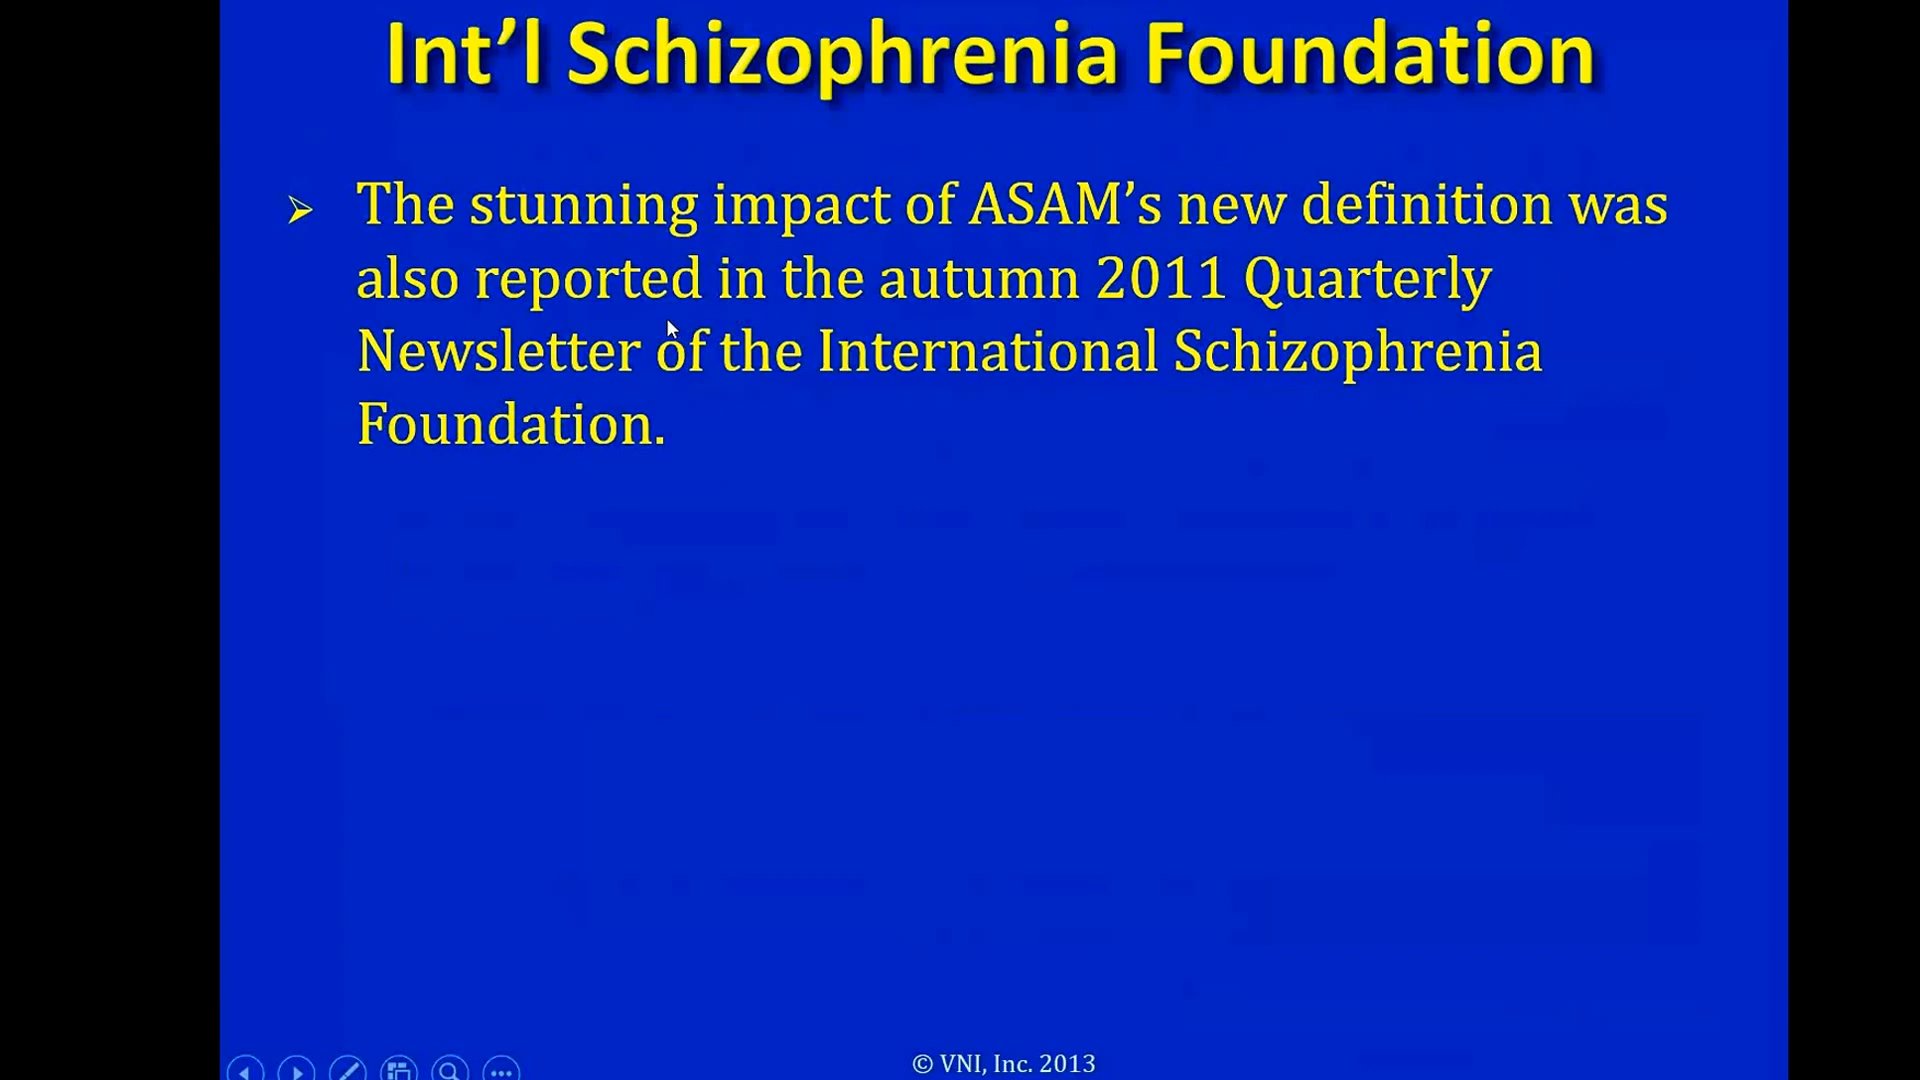 Int’l Schizophrenia Foundation
The stunning impact of ASAM’s new definition was
also reported in the autumn 2011 Quarterly
Newsletter of the International Schizophrenia
Foundation.
© VNI, Inc. 2013